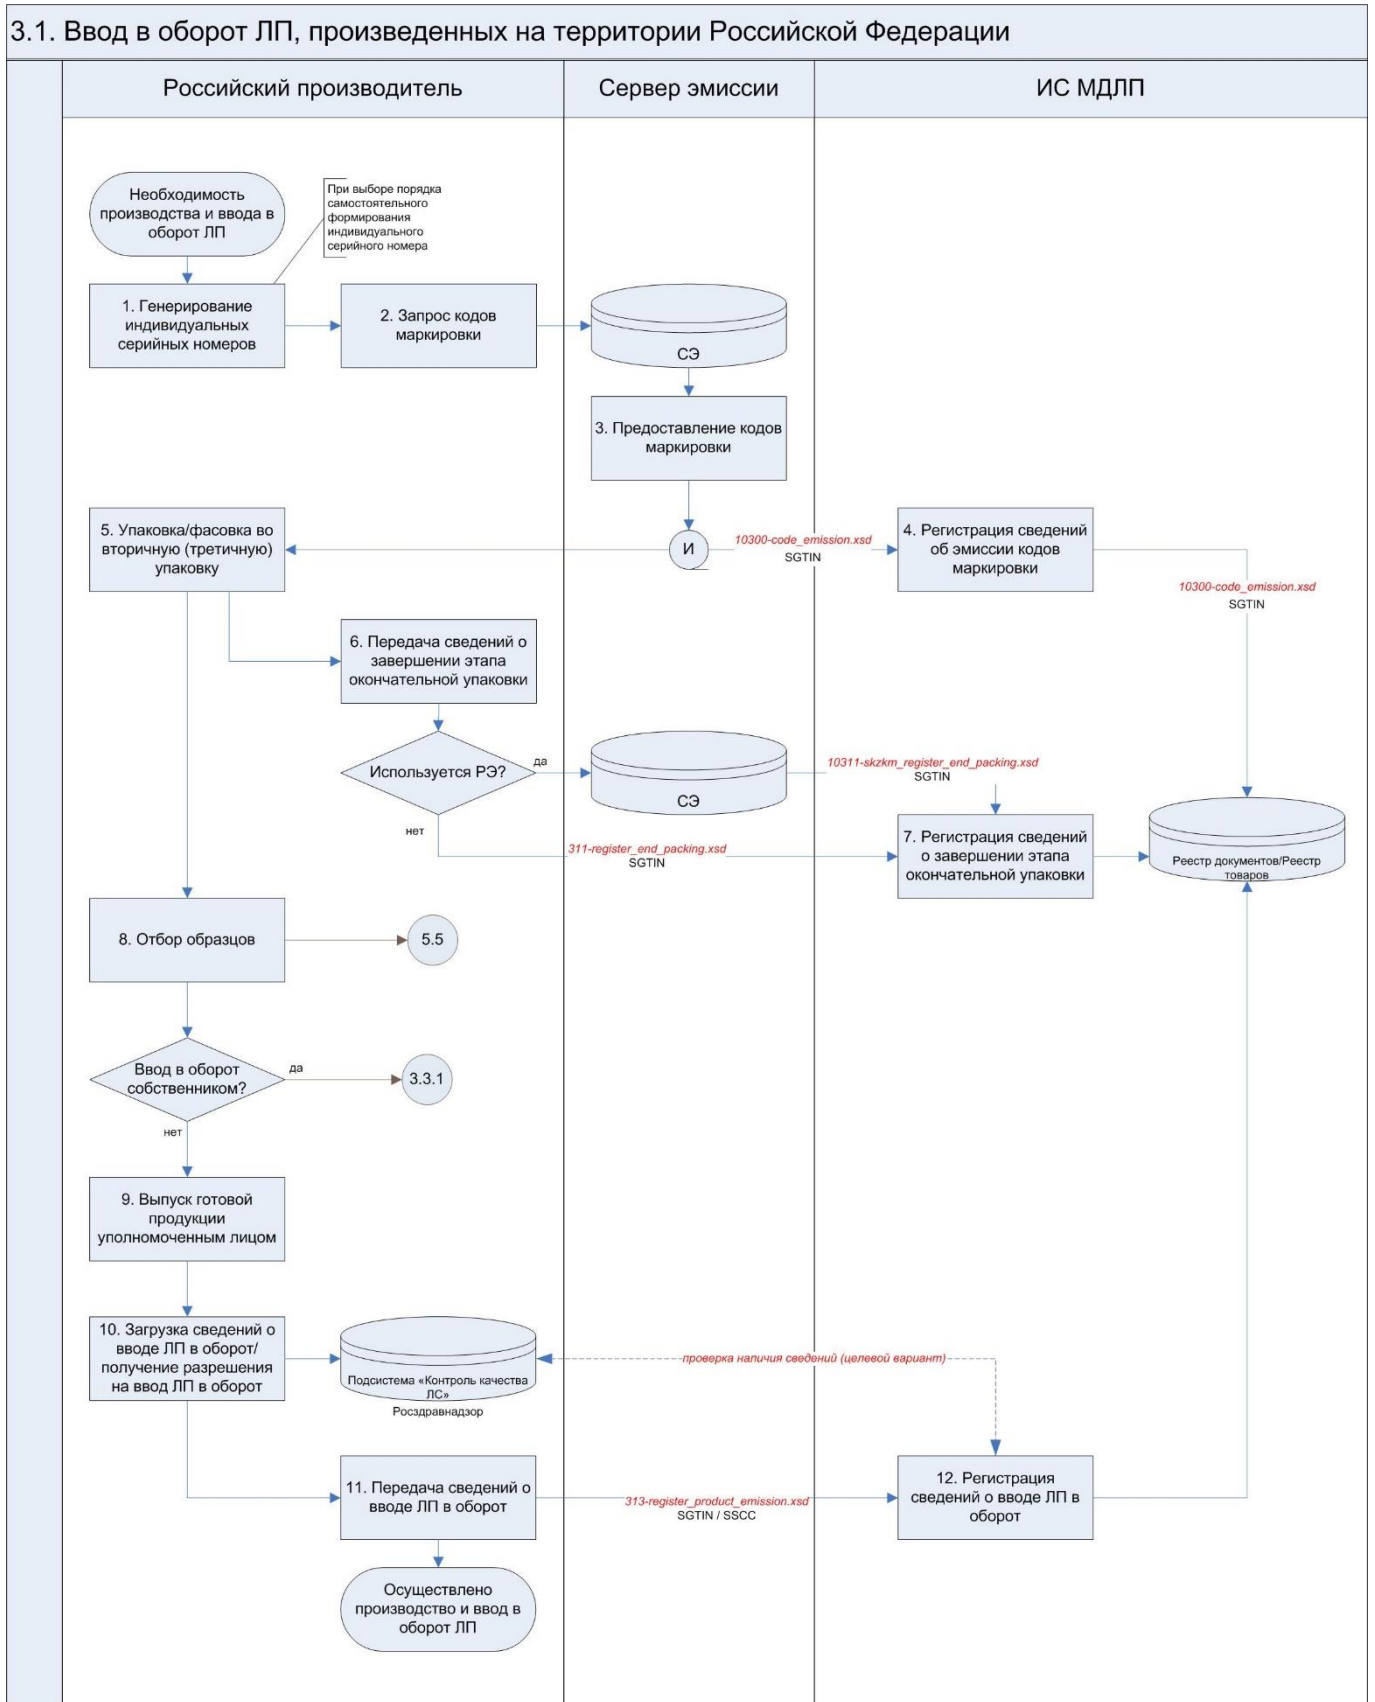 3.1. Ввод в оборот ЛП, произведенных на территории Российской Федерации
Российский производитель
Сервер эмиссии
ИС МДЛП
Необходимость
производства и ввода в
оборот ЛП
При выборе порядка
самостоятельного
формирования
индивидуального
серийного номера
1. Генерирование
индивидуальных
серийных номеров
2. Запрос кодов
маркировки
СЭ
3. Предоставление кодов
маркировки
И
10300-code_emission.xsd
SGTIN
4. Регистрация сведений
об эмиссии кодов
маркировки
10300-code_emission.xsd
SGTIN
5. Упаковка/фасовка во
вторичную (третичную)
упаковку
6. Передача сведений о
завершении этапа
окончательной упаковки
Используется РЭ?
да
нет
СЭ
10311-skzkm_register_end_packing.xsd
SGTIN
311-register_end_packing.xsd
SGTIN
7. Регистрация сведений
о завершении этапа
окончательной упаковки
Реестр документов/Реестр
товаров
8. Отбор образцов
5.5
Ввод в оборот
собственником?
да
3.3.1
нет
9. Выпуск готовой
продукции
уполномоченным лицом
10. Загрузка сведений о
вводе ЛП в оборот/
получение разрешения
на ввод ЛП в оборот
Подсистема «Контроль качества
ЛС»
Росздравнадзор
проверка наличия сведений (целевой вариант)
11. Передача сведений о
вводе ЛП в оборот
313-register_product_emission.xsd
SGTIN / SSCC
12. Регистрация
сведений о вводе ЛП в
оборот
Осуществлено
производство и ввод в
оборот ЛП